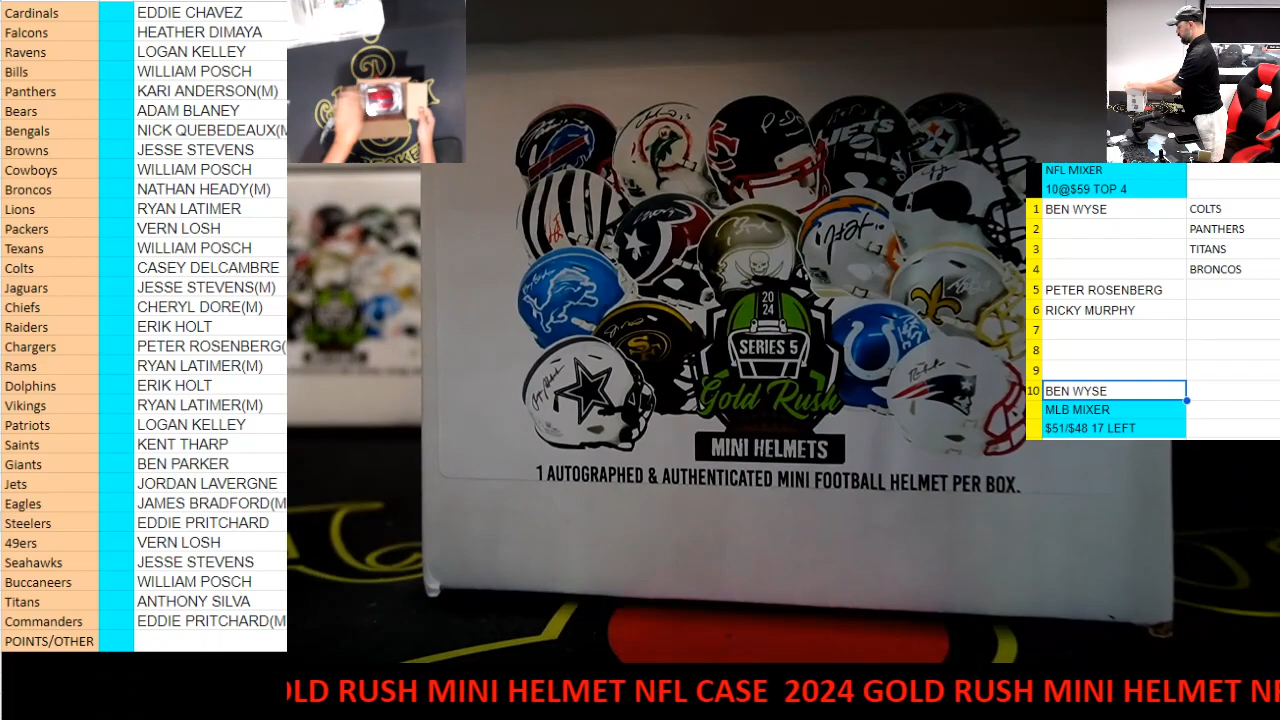 Cardinals EDDIE CHAVEZ
Falcons HEATHER DIMAYA
Ravens LOGAN KELLEY
Bills WILLIAM POSCH
Panthers KARI ANDERSON(M)
Bears ADAM BLANEY
Bengals NICK QUEBEDEAUX(M
Browns JESSE STEVENS
Cowboys WILLIAM POSCH
Broncos NATHAN HEADY(M)
Lions RYAN LATIMER
Packers VERN LOSH
Texans WILLIAM POSCH
Colts CASEY DELCAMBRE
Jaguars JESSE STEVENS(M)
Chiefs CHERYL DORE(M)
Raiders ERIK HOLT
Chargers PETER ROSENBERG(
Rams RYAN LATIMER(M)
Dolphins ERIK HOLT
Vikings RYAN LATIMER(M)
Patriots LOGAN KELLEY
Saints KENT THARP
Giants BEN PARKER
Jets JORDAN LAVERGNE
Eagles JAMES BRADFORD(M
Steelers EDDIE PRITCHARD
49ers VERN LOSH
Seahawks JESSE STEVENS
Buccaneers WILLIAM POSCH
Titans ANTHONY SILVA
Commanders EDDIE PRITCHARD(M
POINTS/OTHER
JETS
20
24
SERIES 5
Gold Rush
MINI HELMETS
1 AUTOGRAPHED & AUTHENTICATED MINI FOOTBALL HELMET PER BOX.
NFL MIXER
10@$59 TOP 4
1 BEN WYSE COLTS
2 PANTHERS
3 TITANS
4 BRONCOS
5 PETER ROSENBERG
6 RICKY MURPHY
7
8
9
10 BEN WYSE
MLB MIXER
$51/$48 17 LEFT
OLD RUSH MINI HELMET NFL CASE 2024 GOLD RUSH MINI HELMET NF